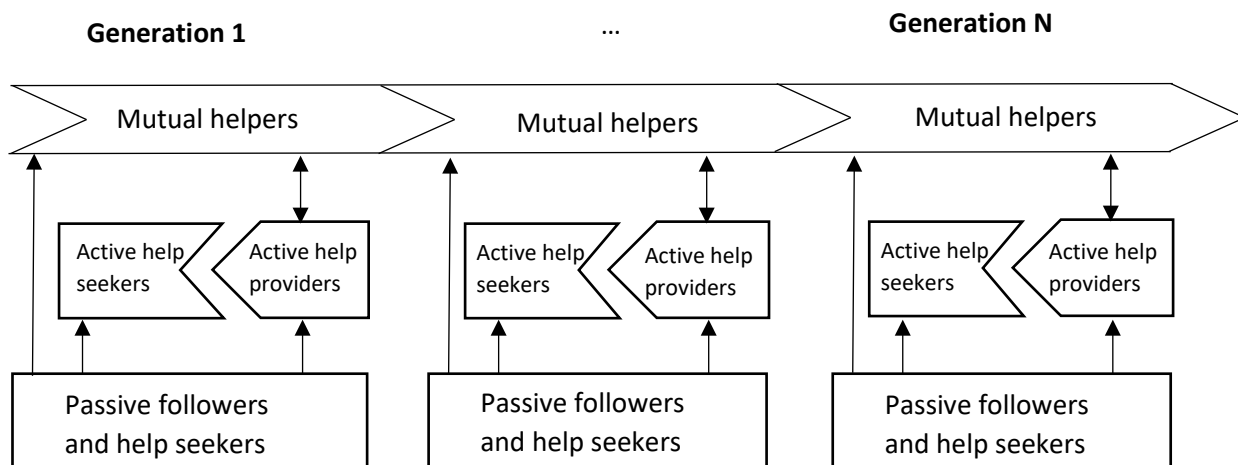 Generation 1
...
Generation N
Mutual helpers
Mutual helpers
Mutual helpers
Active help
seekers
Active help
providers
Active help
seekers
Active help
providers
Active help
seekers
Active help
providers
Passive followers
and help seekers
Passive followers
and help seekers
Passive followers
and help seekers